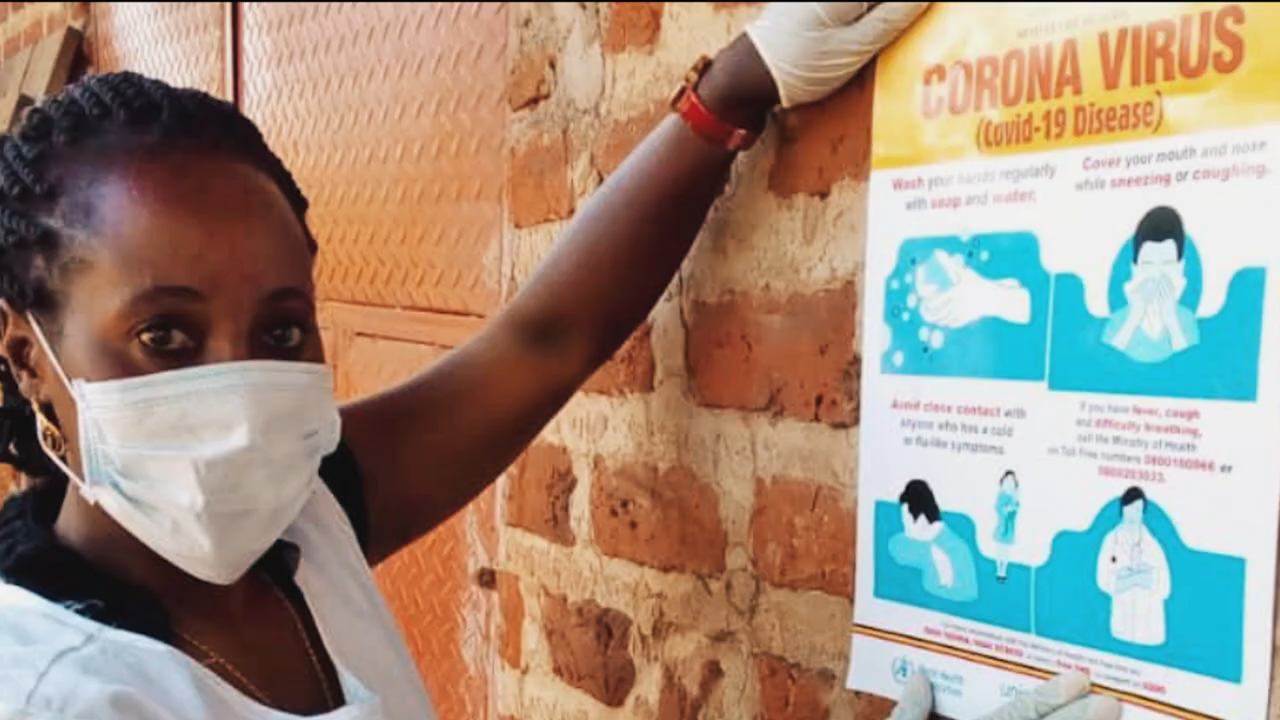 CORONA VIRUS
(Covid-19 Disease)
Wash your hands regularly
with soap and water.
Cover your mouth and nose
while sneezing or coughing.
Avoid close contact with
anyone who has a cold
or flu-like symptoms
If you have fever, cough
and difficulty breathing,
call the Ministry of Health
on Toll Free numbers or
World Health